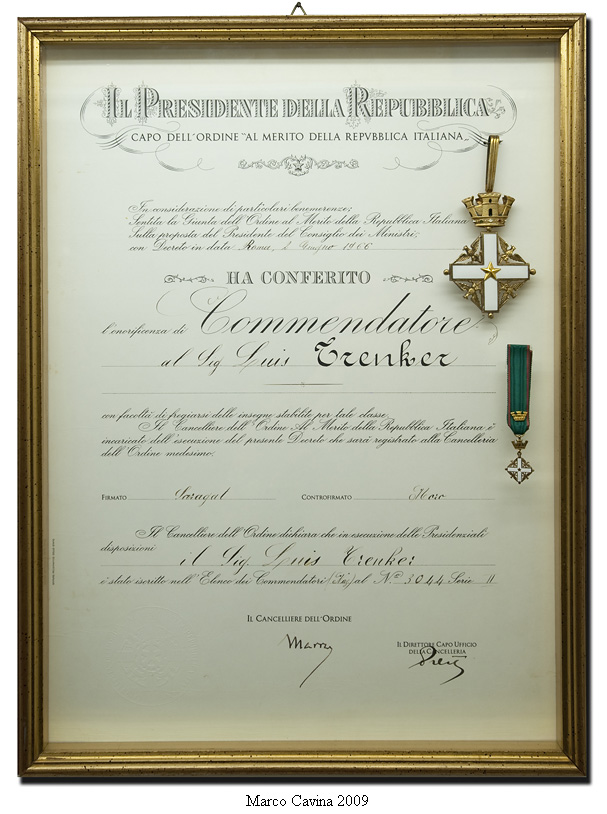 IL PRESIDENTE DELLA REPUBBLICA
CAPO DELL'ORDINE "AL MERITO DELLA REPVBBLICA ITALIANA"
In considerazione di particolari benemerenze;
Sentita la Giunta dell'Ordine al Merito della Repubblica Italiana
Sulla proposta del Presidente del Consiglio dei Ministri;
con Decreto in data Roma, 2 Giugno 1966
HA CONFERITO
l'onorificenza di Commendatore
al Sig Luis Trenker
con facoltà di fregiarsi delle insegne stabilite per tale classe.
Il Cancelliere dell'Ordine Al Merito della Repubblica Italiana è
incaricato dell'esecuzione del presente Decreto che sarà registrato alla Cancelleria
dell'Ordine medesimo.
FIRMATO Saragat CONTROFIRMATO Moro
Il Cancelliere dell'Ordine dichiara che in esecuzione delle Presidenziali
disposizioni
il Sig Luis Trenker
è stato iscritto nell'Elenco dei Commendatori al N° 3044 Serie II
IL CANCELLIERE DELL'ORDINE
IL DIRETTORE CAPO UFFICIO
DELLA CANCELLERIA
Marco Cavina 2009